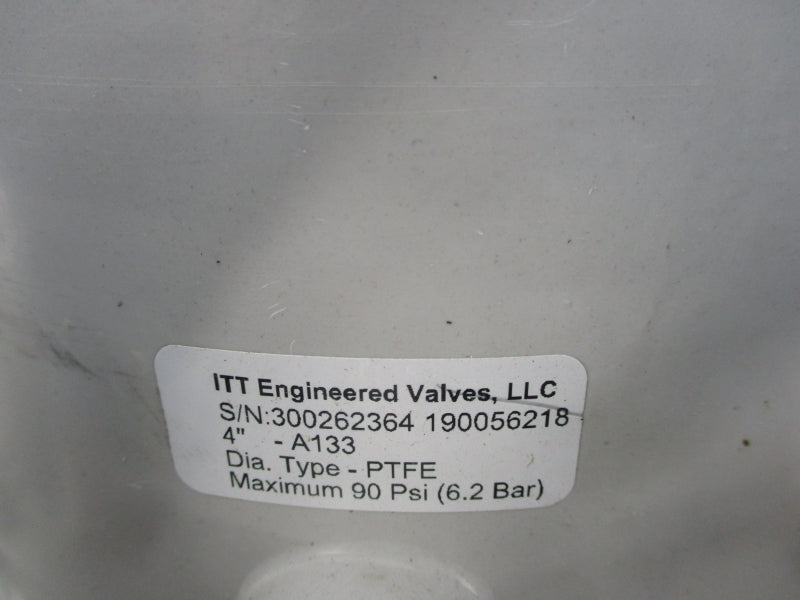 ITT Engineered Valves, LLC
S/N:300262364 190056218
4" - A133
Dia. Type - PTFE
Maximum 90 Psi (6.2 Bar)